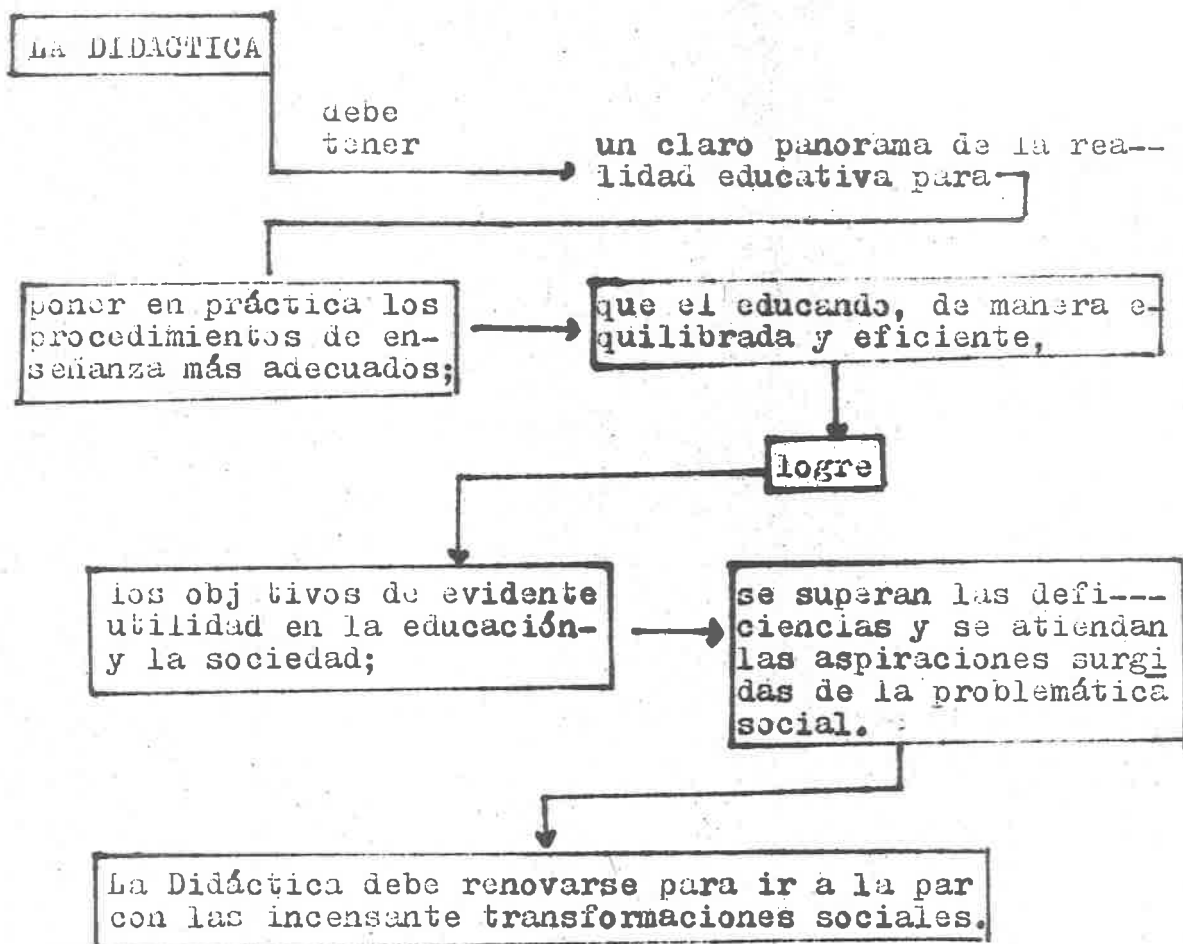 LA DIDACTICA
debe
tener
un claro panorama de la rea--
lidad educativa para
poner en práctica los
procedimientos de en-
señanza más adecuados;
que el educando, de manera e-
quilibrada y eficiente,
logre
los obj tivos de evidente
utilidad en la educación-
y la sociedad;
se superan las defi---
ciencias y se atiendan
las aspiraciones surgi
das de la problemática
social.
La Didáctica debe renovarse para ir a la par
con las incensante transformaciones sociales.